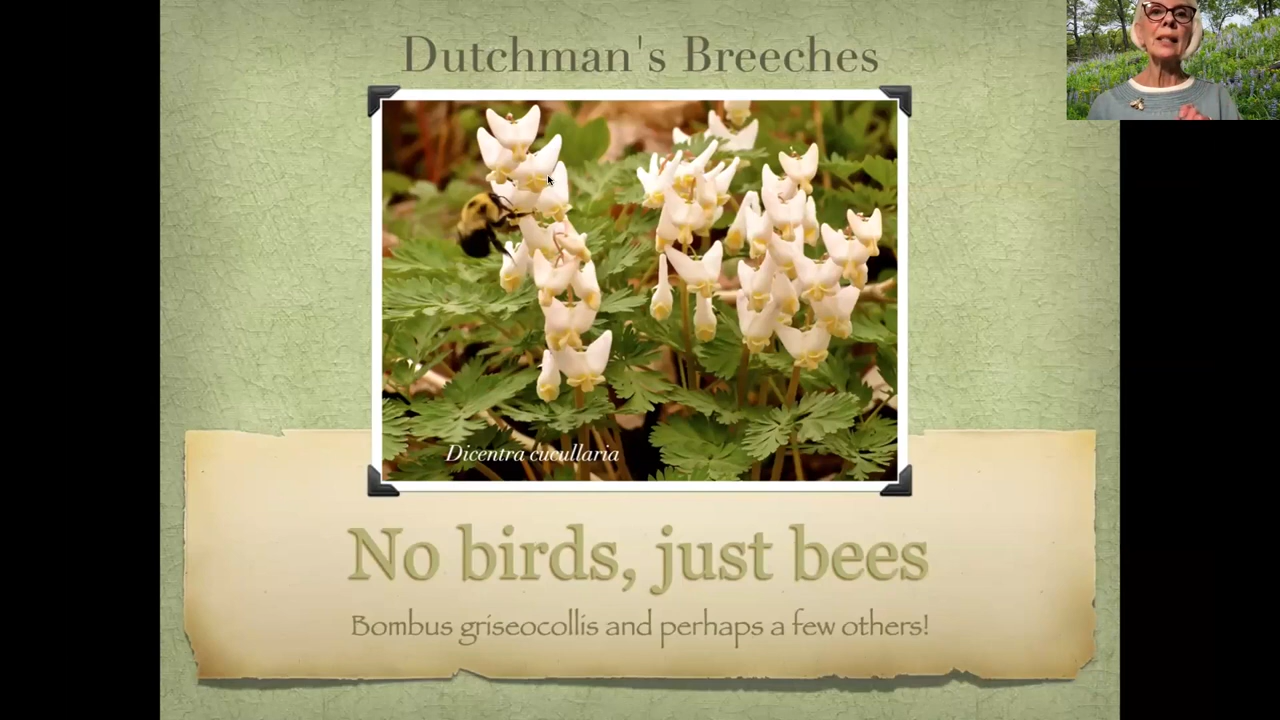 Dutchman's Breeches
Dicentra cucullaria
No birds, just bees
Bombus griseocollis and perhaps a few others!